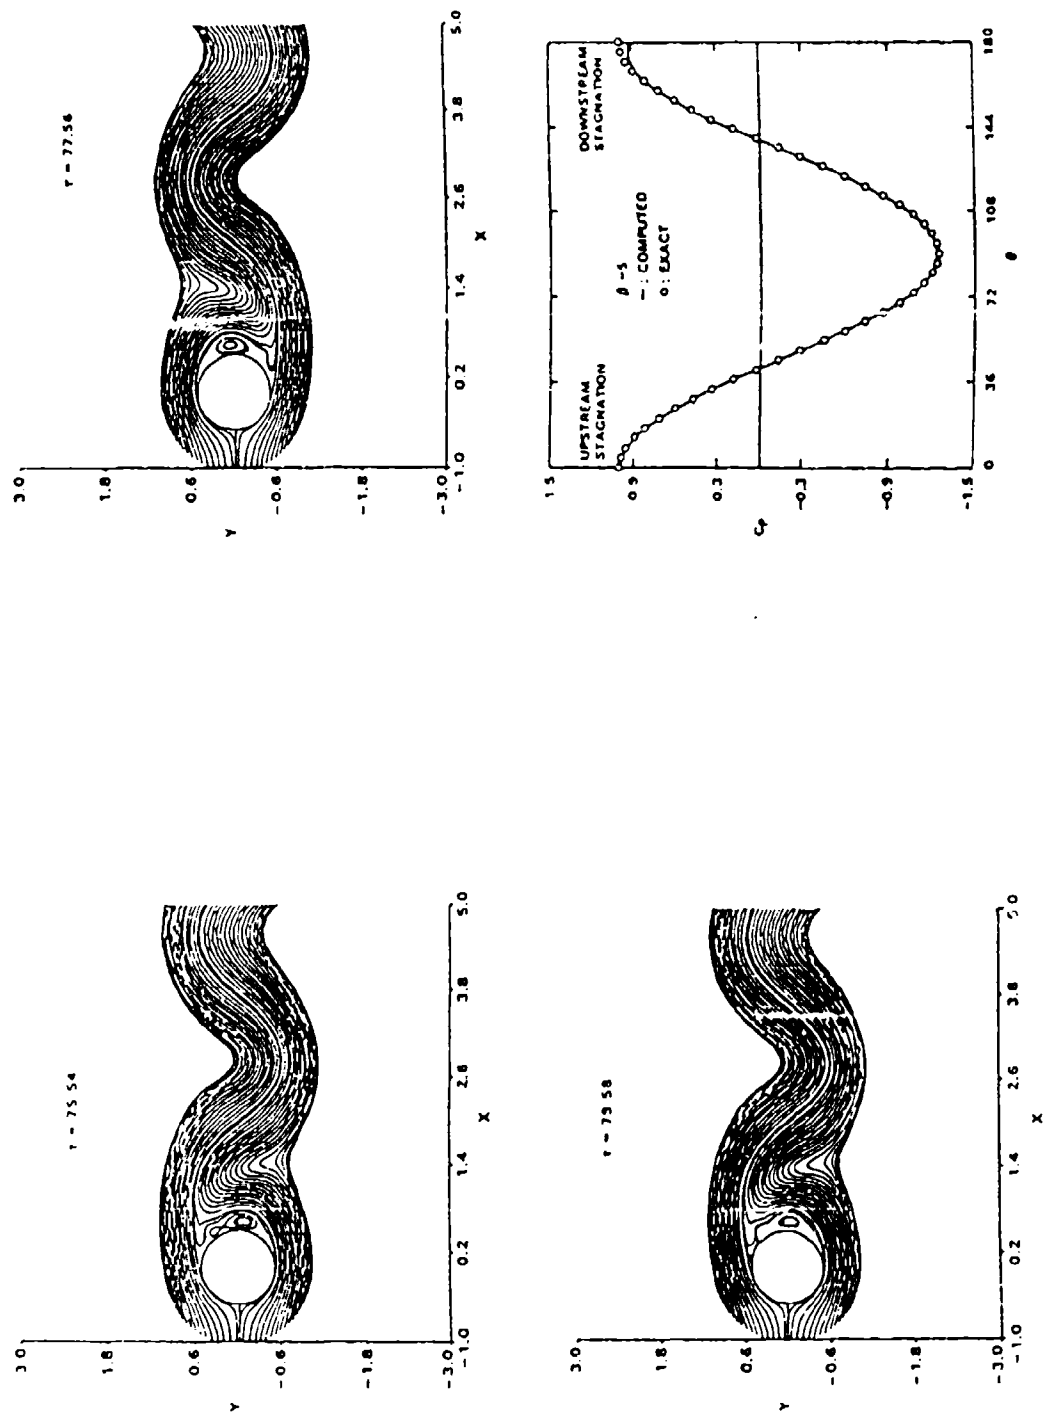 τ = 75.54
3.0
1.8
0.6
Y
-0.6
-1.8
-3.0
-1.0 0.2 1.4 2.6 3.8 5.0
X
τ = 77.56
3.0
1.8
0.6
Y
-0.6
-1.8
-3.0
-1.0 0.2 1.4 2.6 3.8 5.0
X
τ = 79.58
3.0
1.8
0.6
Y
-0.6
-1.8
-3.0
-1.0 0.2 1.4 2.6 3.8 5.0
X
1.5
UPSTREAM
STAGNATION
DOWNSTREAM
STAGNATION
0.9
β = 5
— : COMPUTED
O : EXACT
0.3
Cp
-0.3
-0.9
-1.5
0 36 72 108 144 180
θ